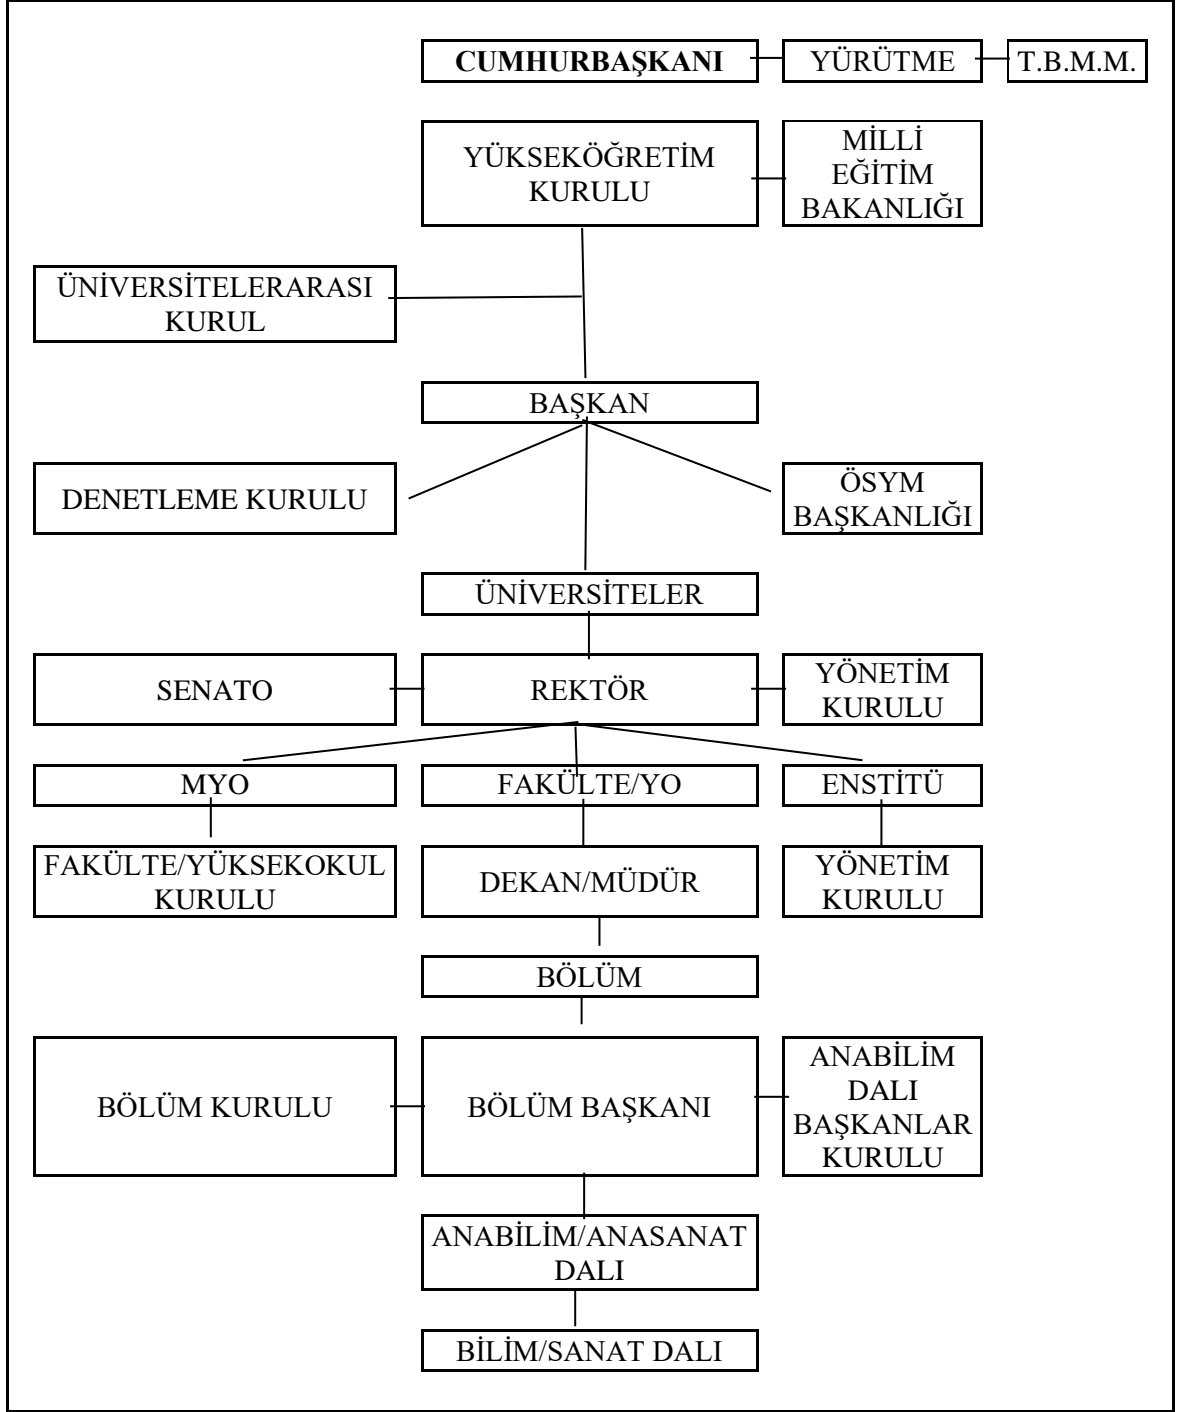 CUMHURBAŞKANI
YÜRÜTME
T.B.M.M.
YÜKSEKÖĞRETİM
KURULU
MİLLİ
EĞİTİM
BAKANLIĞI
ÜNİVERSİTELERARASI
KURUL
BAŞKAN
DENETLEME KURULU
ÖSYM
BAŞKANLIĞI
ÜNİVERSİTELER
SENATO
REKTÖR
YÖNETİM
KURULU
MYO
FAKÜLTE/YO
ENSTİTÜ
FAKÜLTE/YÜKSEKOKUL
KURULU
DEKAN/MÜDÜR
YÖNETİM
KURULU
BÖLÜM
BÖLÜM KURULU
BÖLÜM BAŞKANI
ANABİLİM
DALI
BAŞKANLAR
KURULU
ANABİLİM/ANASANAT
DALI
BİLİM/SANAT DALI